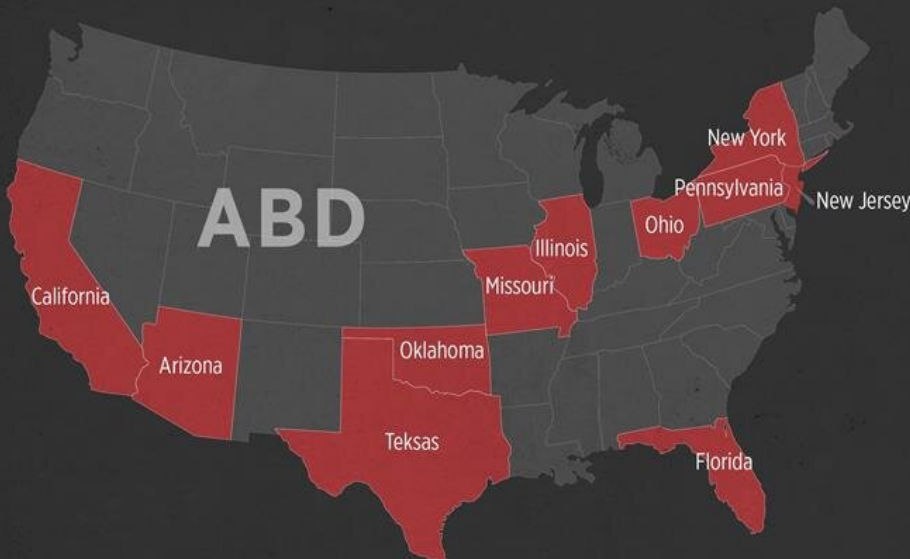 New York
Pennsylvania
New Jersey
ABD
Ohio
Illinois
Missouri
California
Oklahoma
Arizona
Teksas
Florida